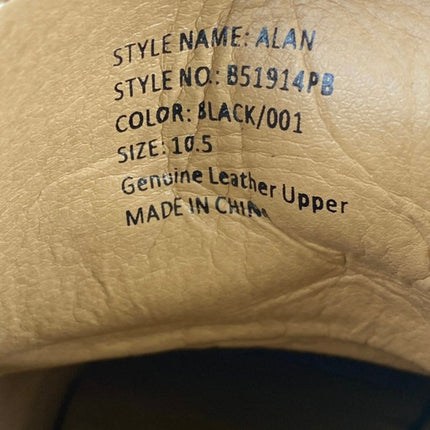 STYLE NAME: ALAN
STYLE NO.: B51914PB
COLOR: BLACK/001
SIZE: 10.5
Genuine Leather Upper
MADE IN CHINA